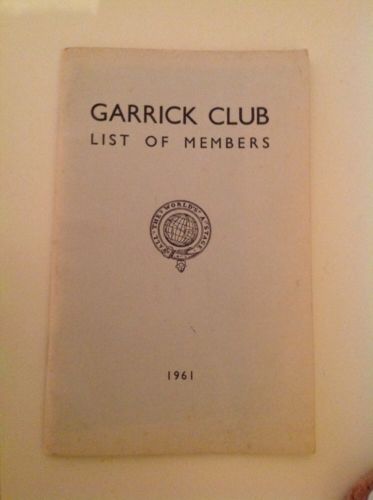 GARRICK CLUB
LIST OF MEMBERS
ALL·THE·WORLD'S·A·STAGE
1961